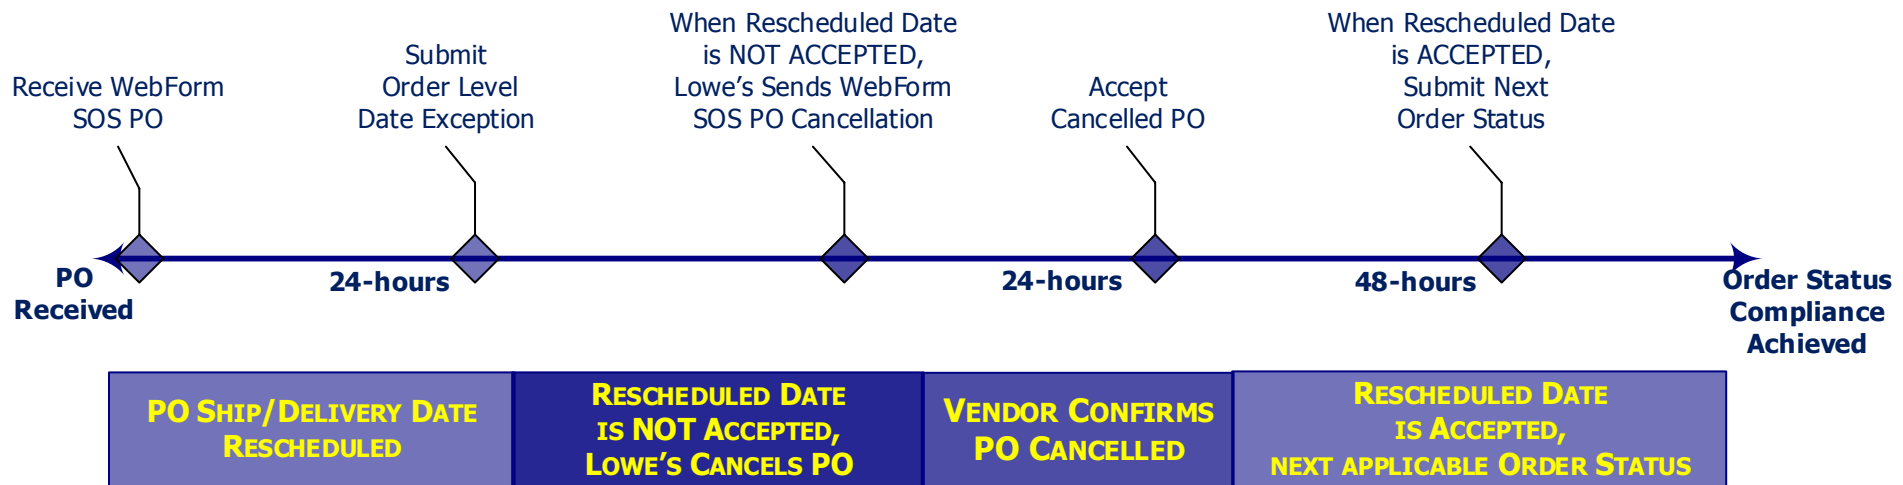 Receive WebForm
SOS PO
Submit
Order Level
Date Exception
When Rescheduled Date
is NOT ACCEPTED,
Lowe's Sends WebForm
SOS PO Cancellation
Accept
Cancelled PO
When Rescheduled Date
is ACCEPTED,
Submit Next
Order Status
PO
Received
24-hours
24-hours
48-hours
Order Status
Compliance
Achieved
PO SHIP/DELIVERY DATE
RESCHEDULED
RESCHEDULED DATE
IS NOT ACCEPTED,
LOWE'S CANCELS PO
VENDOR CONFIRMS
PO CANCELLED
RESCHEDULED DATE
IS ACCEPTED,
NEXT APPLICABLE ORDER STATUS